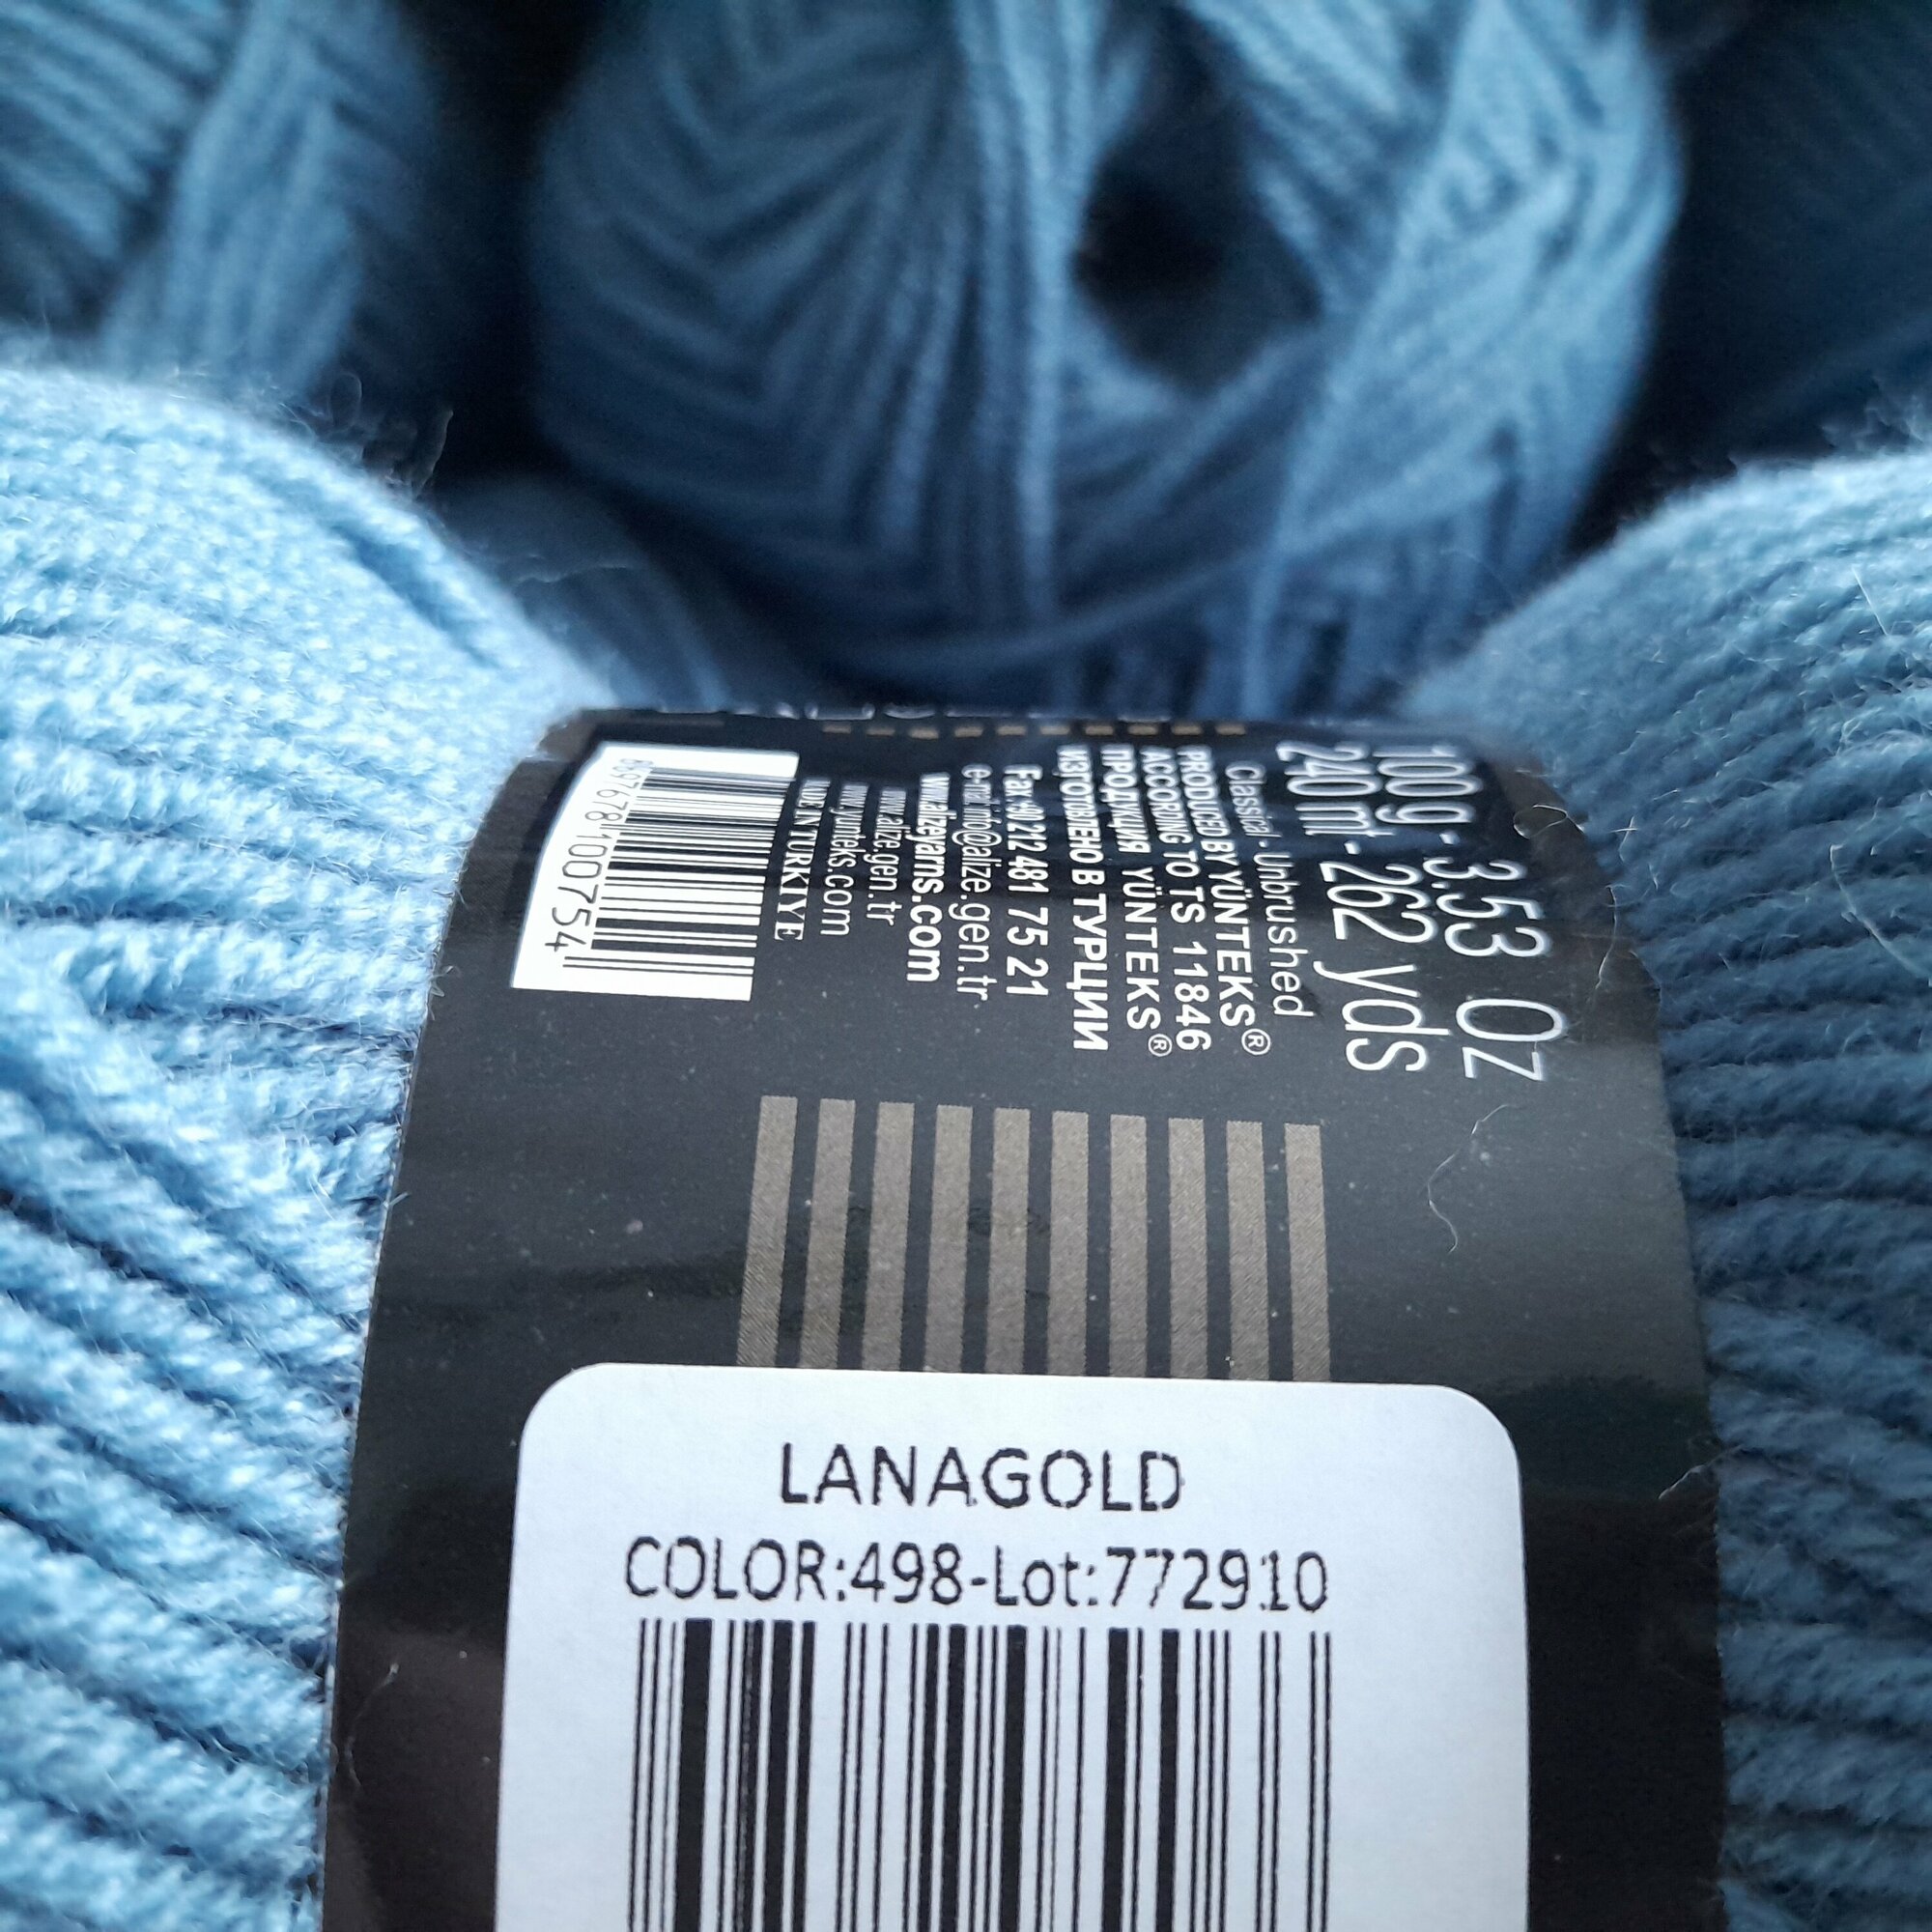 100 g - 3.53 Oz
240 mt - 262 yds
Classical - Unbrushed
PRODUCED BY YÜNTEKS®
ACCORDING TO TS 11846
ПРОДУКЦИЯ YÜNTEKS®
ИЗГОТОВЛЕНО В ТУРЦИИ
Fax: 90 212 481 75 21
e-mail: info@alize.gen.tr
www.alizeyarns.com
www.alize.gen.tr
www.yunteks.com
MADE IN TURKIYE
8697678100754
LANAGOLD
COLOR:498-Lot:772910